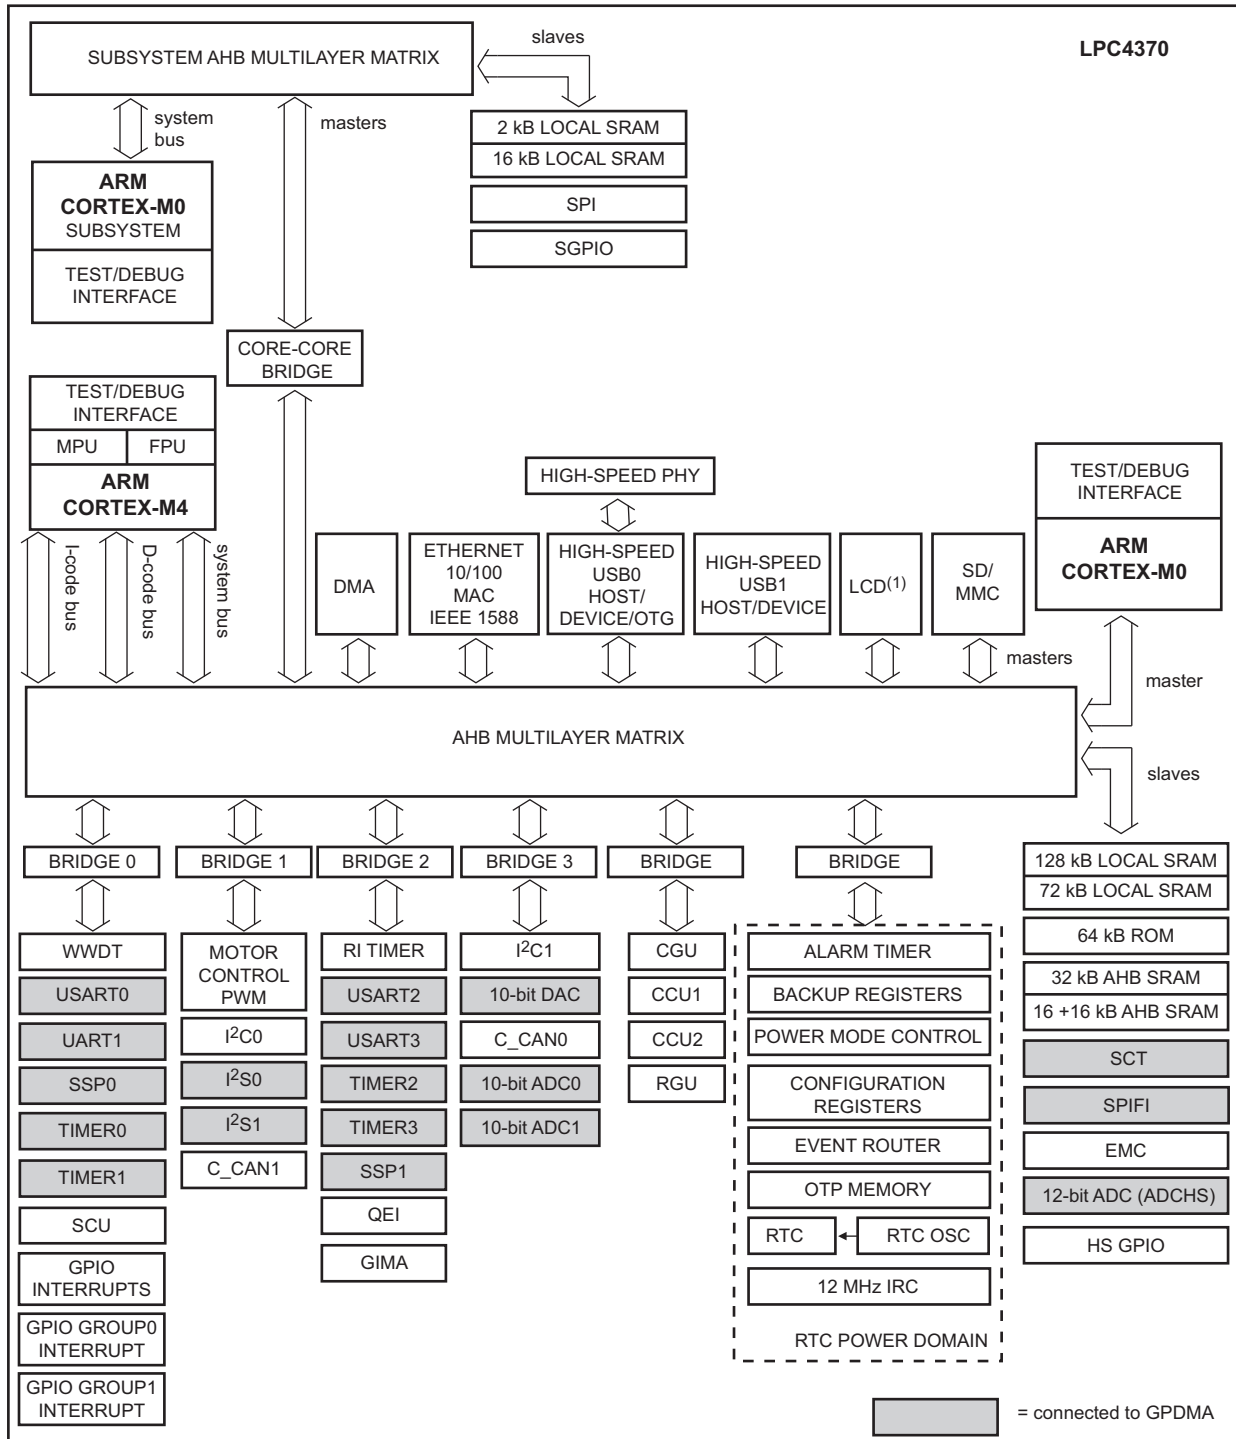 LPC4370
SUBSYSTEM AHB MULTILAYER MATRIX
slaves
system
bus
masters
2 kB LOCAL SRAM
16 kB LOCAL SRAM
SPI
SGPIO
ARM
CORTEX-M0
SUBSYSTEM
TEST/DEBUG
INTERFACE
CORE-CORE
BRIDGE
TEST/DEBUG
INTERFACE
MPU
FPU
ARM
CORTEX-M4
I-code bus
D-code bus
system bus
HIGH-SPEED PHY
DMA
ETHERNET
10/100
MAC
IEEE 1588
HIGH-SPEED
USB0
HOST/
DEVICE/OTG
HIGH-SPEED
USB1
HOST/DEVICE
LCD(1)
SD/
MMC
masters
TEST/DEBUG
INTERFACE
ARM
CORTEX-M0
master
AHB MULTILAYER MATRIX
slaves
BRIDGE 0
BRIDGE 1
BRIDGE 2
BRIDGE 3
BRIDGE
BRIDGE
WWDT
USART0
UART1
SSP0
TIMER0
TIMER1
SCU
GPIO
INTERRUPTS
GPIO GROUP0
INTERRUPT
GPIO GROUP1
INTERRUPT
MOTOR
CONTROL
PWM
I2C0
I2S0
I2S1
C_CAN1
RI TIMER
USART2
USART3
TIMER2
TIMER3
SSP1
QEI
GIMA
I2C1
10-bit DAC
C_CAN0
10-bit ADC0
10-bit ADC1
CGU
CCU1
CCU2
RGU
ALARM TIMER
BACKUP REGISTERS
POWER MODE CONTROL
CONFIGURATION
REGISTERS
EVENT ROUTER
OTP MEMORY
RTC
RTC OSC
12 MHz IRC
RTC POWER DOMAIN
128 kB LOCAL SRAM
72 kB LOCAL SRAM
64 kB ROM
32 kB AHB SRAM
16 +16 kB AHB SRAM
SCT
SPIFI
EMC
12-bit ADC (ADCHS)
HS GPIO
= connected to GPDMA